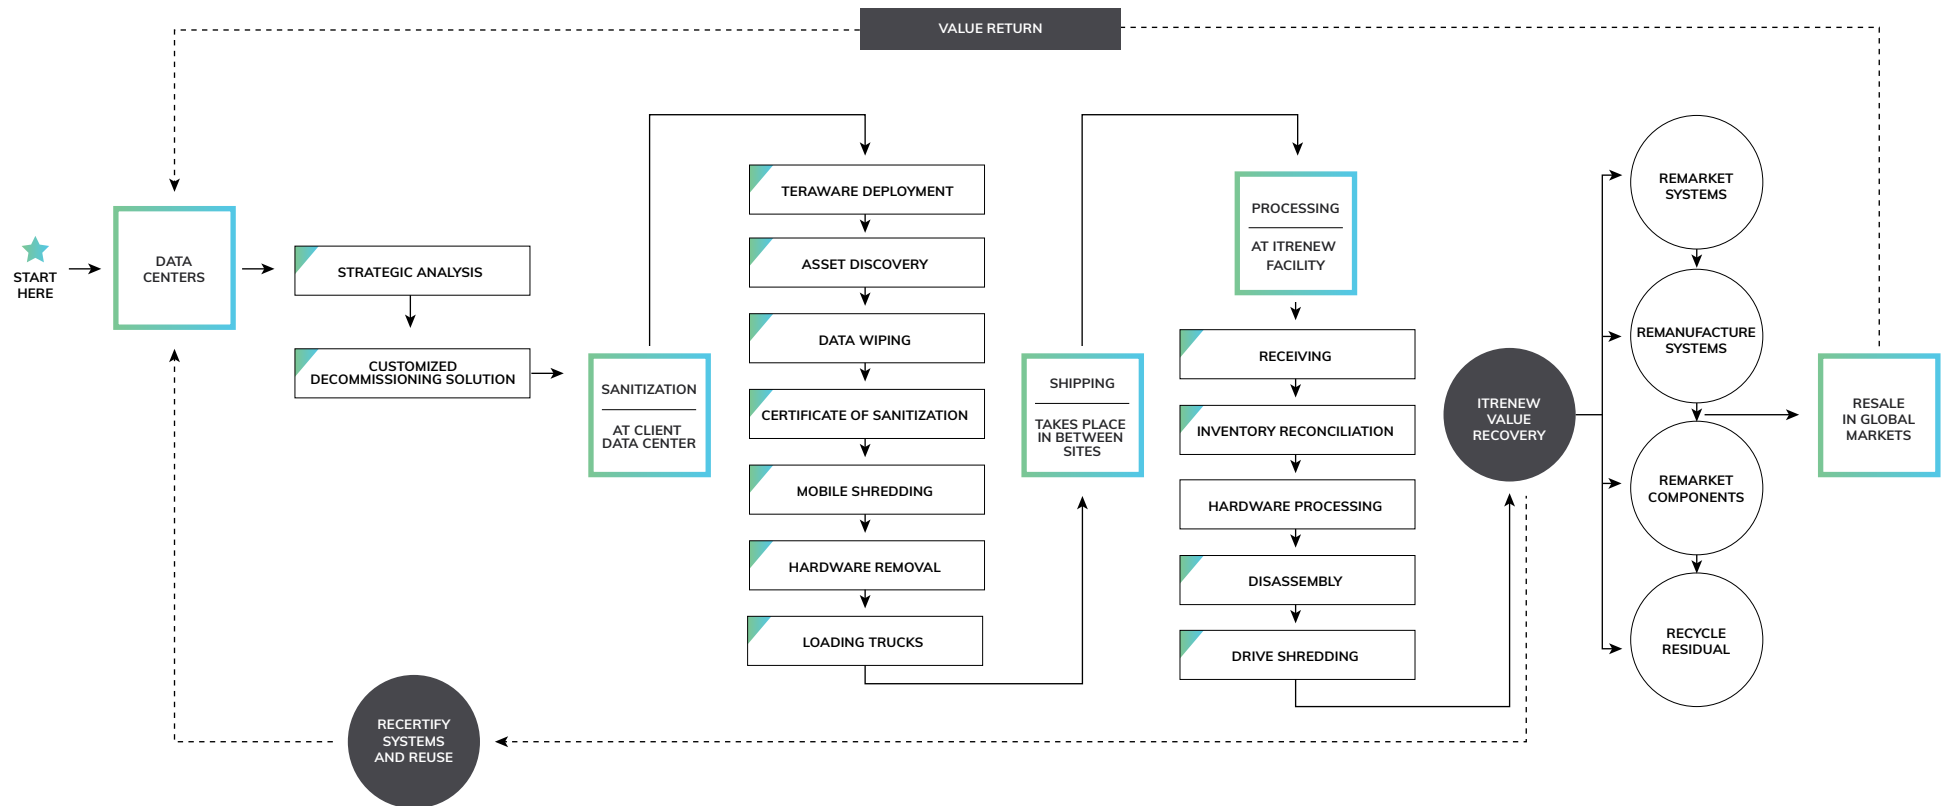 VALUE RETURN
START
HERE
DATA
CENTERS
STRATEGIC ANALYSIS
CUSTOMIZED
DECOMMISSIONING SOLUTION
SANITIZATION
AT CLIENT
DATA CENTER
TERAWARE DEPLOYMENT
ASSET DISCOVERY
DATA WIPING
CERTIFICATE OF SANITIZATION
MOBILE SHREDDING
HARDWARE REMOVAL
LOADING TRUCKS
SHIPPING
TAKES PLACE
IN BETWEEN
SITES
PROCESSING
AT ITRENEW
FACILITY
RECEIVING
INVENTORY RECONCILIATION
HARDWARE PROCESSING
DISASSEMBLY
DRIVE SHREDDING
ITRENEW
VALUE
RECOVERY
REMARKET
SYSTEMS
REMANUFACTURE
SYSTEMS
REMARKET
COMPONENTS
RECYCLE
RESIDUAL
RESALE
IN GLOBAL
MARKETS
RECERTIFY
SYSTEMS
AND REUSE